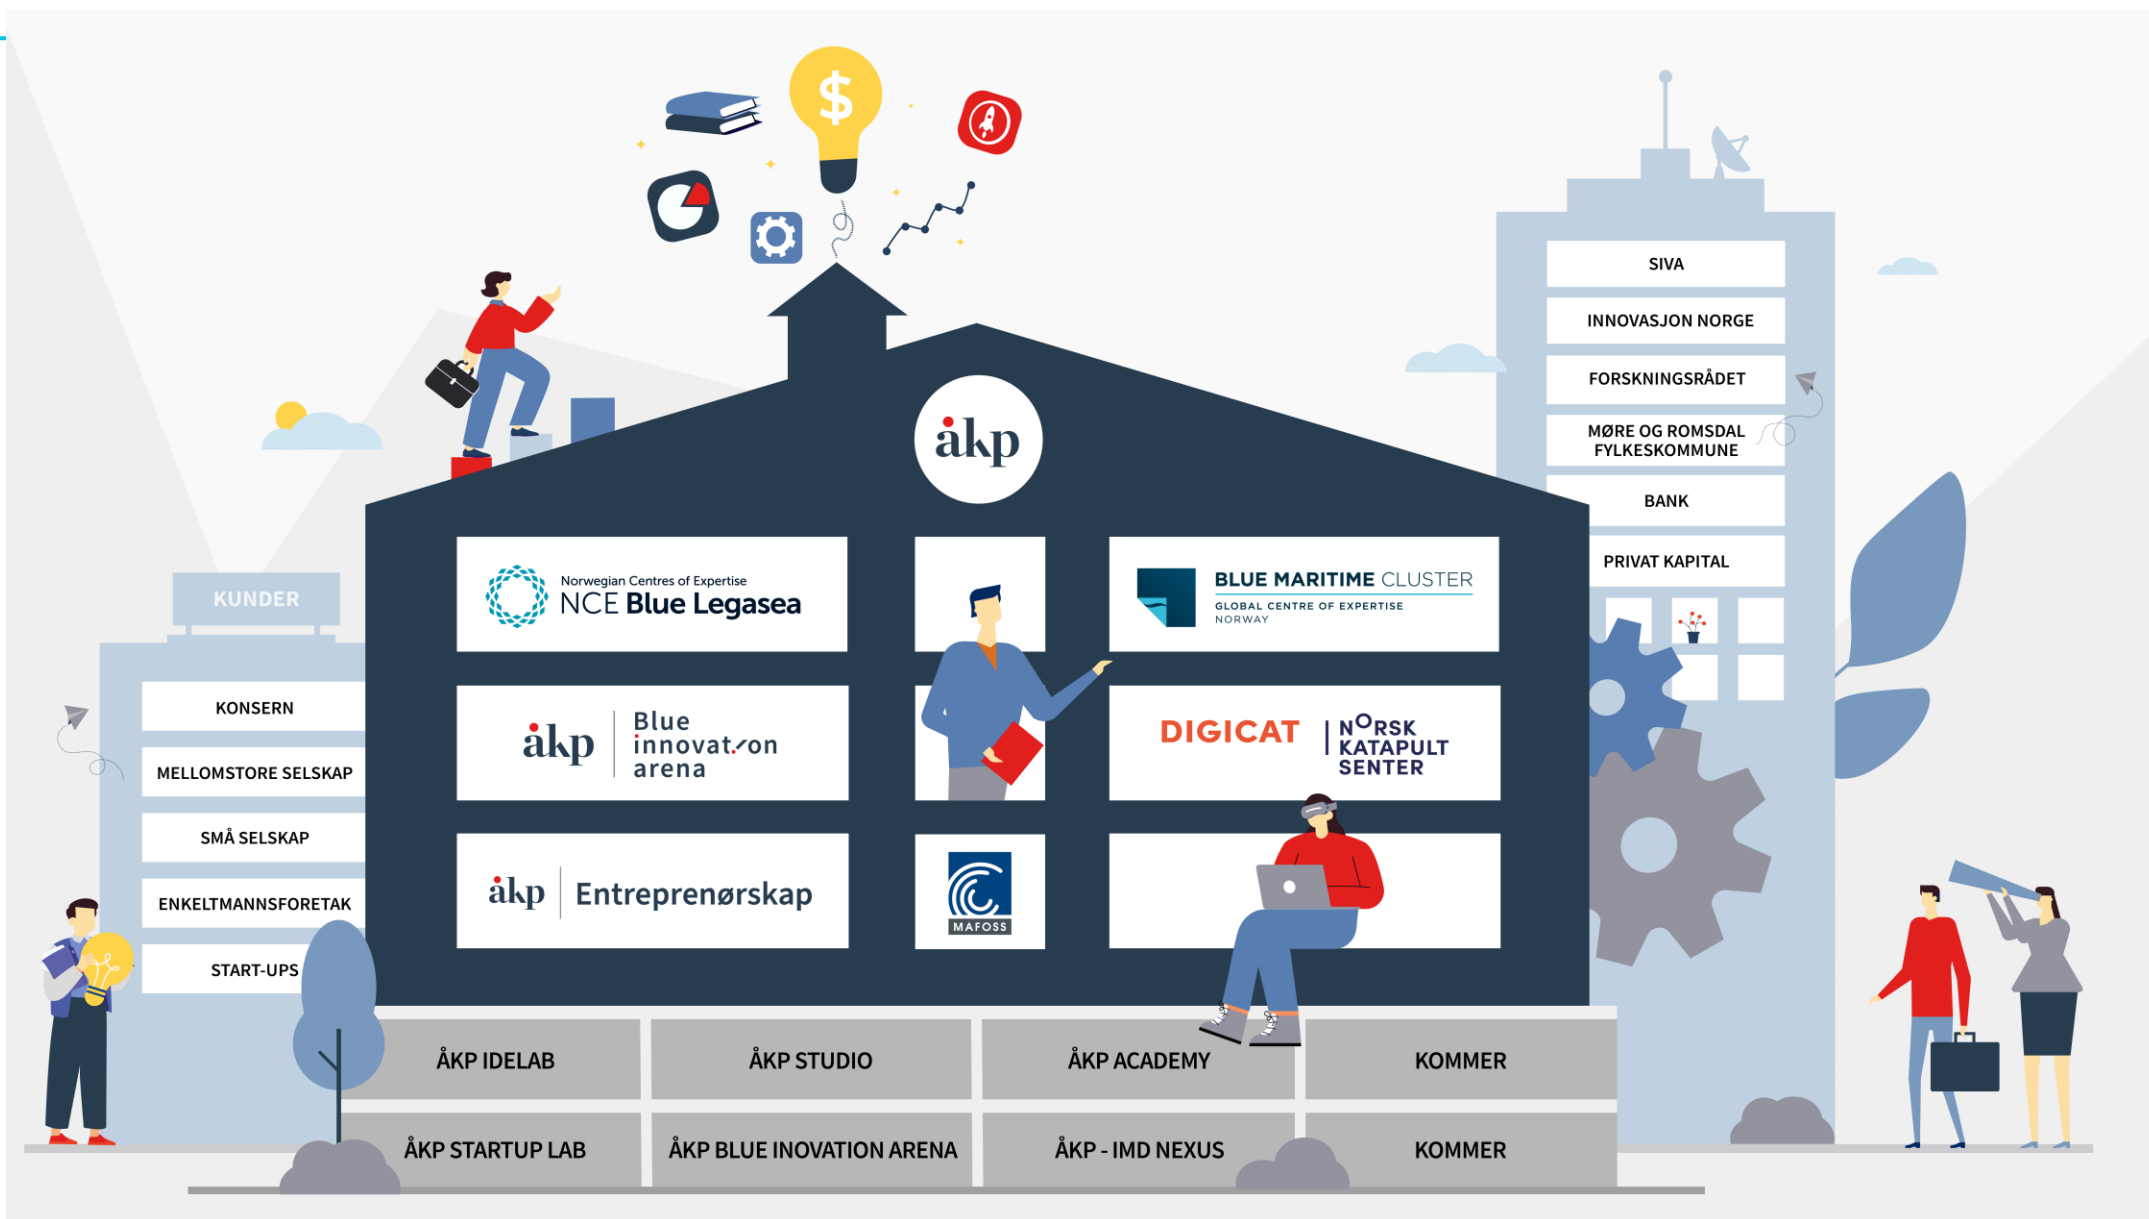 $
SIVA
INNOVASJON NORGE
FORSKNINGSRÅDET
MØRE OG ROMSDAL
FYLKESKOMMUNE
BANK
PRIVAT KAPITAL
åkp
KUNDER
KONSERN
MELLOMSTORE SELSKAP
SMÅ SELSKAP
ENKELTMANNSFORETAK
START-UPS
Norwegian Centres of Expertise
NCE Blue Legasea
BLUE MARITIME CLUSTER
GLOBAL CENTRE OF EXPERTISE
NORWAY
åkp
Blue
innovation
arena
DIGICAT
NORSK
KATAPULT
SENTER
åkp Entreprenørskap
MAFOSS
ÅKP IDELAB
ÅKP STUDIO
ÅKP ACADEMY
KOMMER
ÅKP STARTUP LAB
ÅKP BLUE INOVATION ARENA
ÅKP - IMD NEXUS
KOMMER